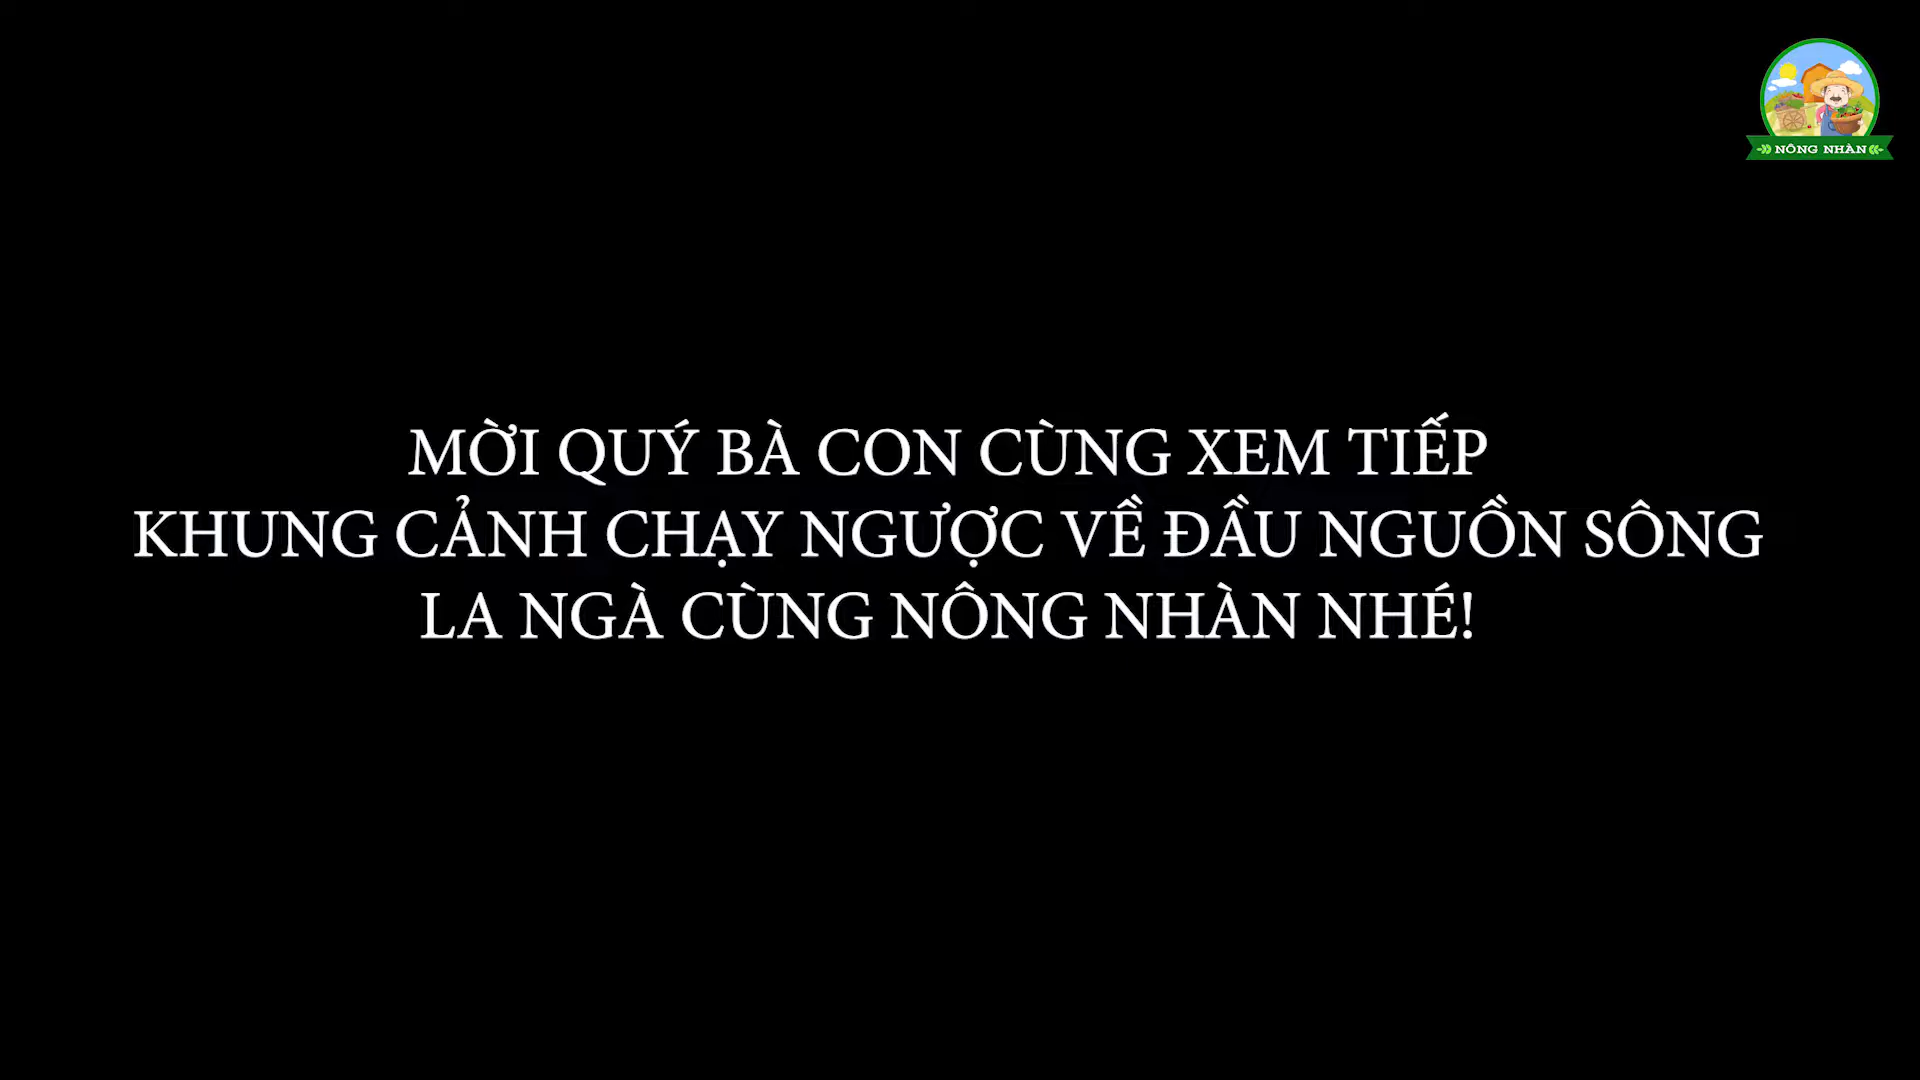 NÔNG NHÀN
MỜI QUÝ BÀ CON CÙNG XEM TIẾP
KHUNG CẢNH CHẠY NGƯỢC VỀ ĐẦU NGUỒN SÔNG
LA NGÀ CÙNG NÔNG NHÀN NHÉ!